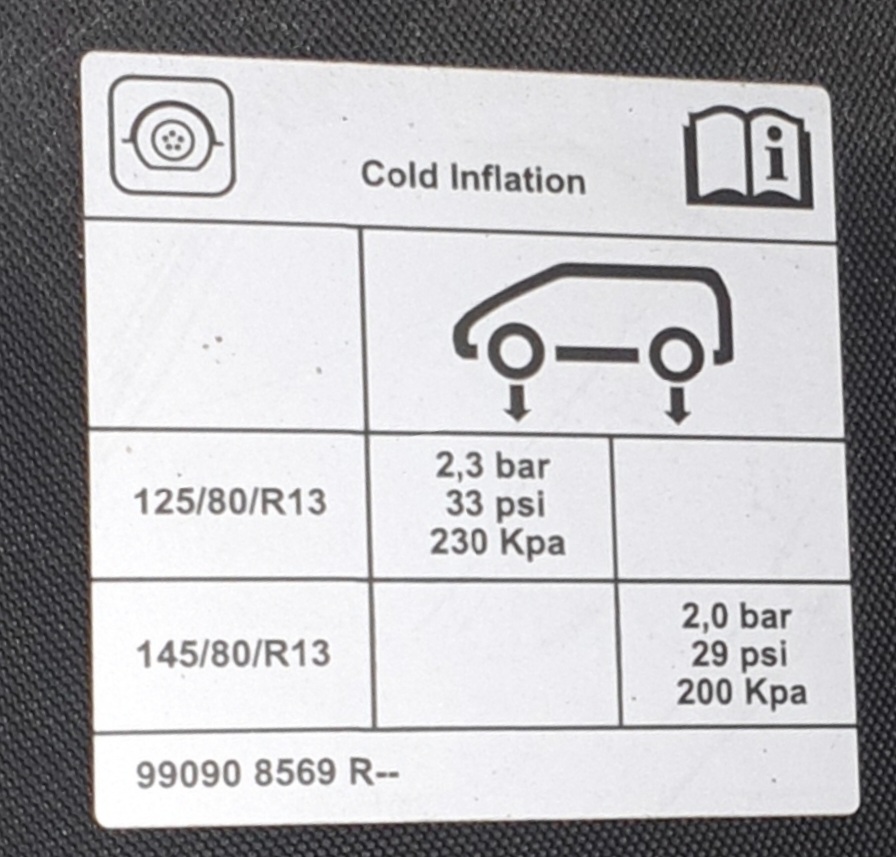 i
Cold Inflation
125/80/R13
2,3 bar
33 psi
230 Kpa
145/80/R13
2,0 bar
29 psi
200 Kpa
99090 8569 R--